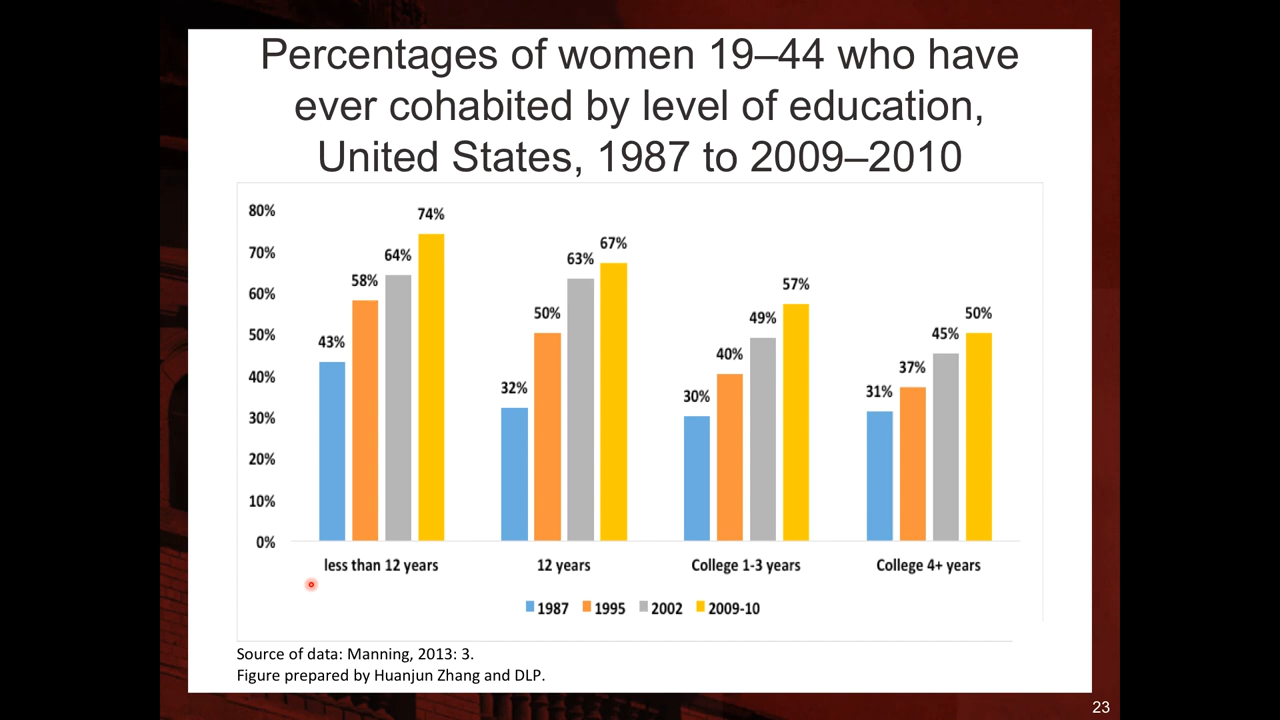 Percentages of women 19–44 who have
ever cohabited by level of education,
United States, 1987 to 2009–2010
80%
70%
60%
50%
40%
30%
20%
10%
0%
43% 58% 64% 74%
32% 50% 63% 67%
30% 40% 49% 57%
31% 37% 45% 50%
less than 12 years 12 years College 1-3 years College 4+ years
1987 1995 2002 2009-10
Source of data: Manning, 2013: 3.
Figure prepared by Huanjun Zhang and DLP.
23